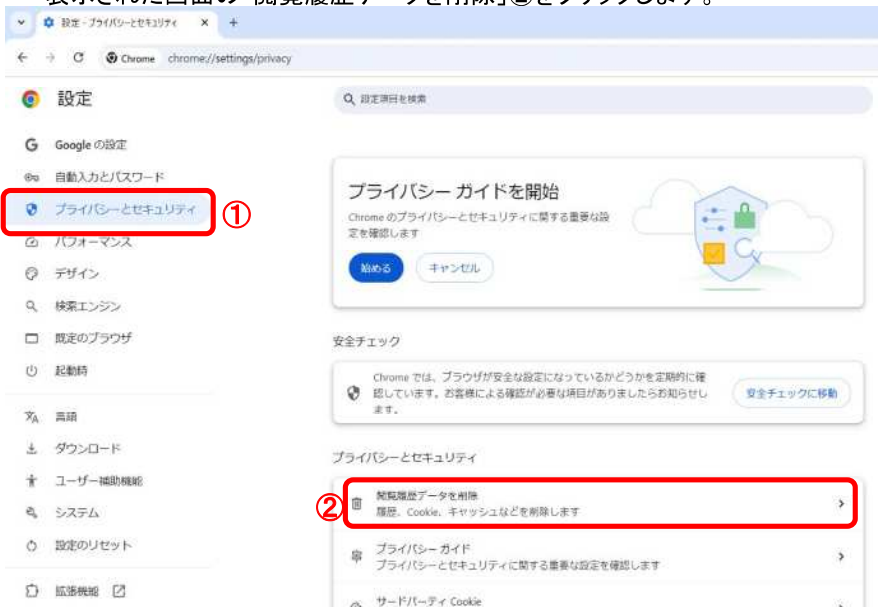 表示された画面の「閲覧履歴データを削除」②をクリックします。
設定 - プライバシーとセキュリティ
Chrome chrome://settings/privacy
設定
設定項目を検索
Google の設定
自動入力とパスワード
プライバシーとセキュリティ ①
パフォーマンス
デザイン
検索エンジン
既定のブラウザ
起動時
言語
ダウンロード
ユーザー補助機能
システム
設定のリセット
拡張機能
プライバシー ガイドを開始
Chrome のプライバシーとセキュリティに関する重要な設
定を確認します
始める キャンセル
安全チェック
Chrome では、ブラウザが安全な設定になっているかどうかを定期的に確
認しています。お客様による確認が必要な項目がありましたらお知らせし
ます。
安全チェックに移動
プライバシーとセキュリティ
② 閲覧履歴データを削除
履歴、Cookie、キャッシュなどを削除します
プライバシー ガイド
プライバシーとセキュリティに関する重要な設定を確認します
サードパーティ Cookie